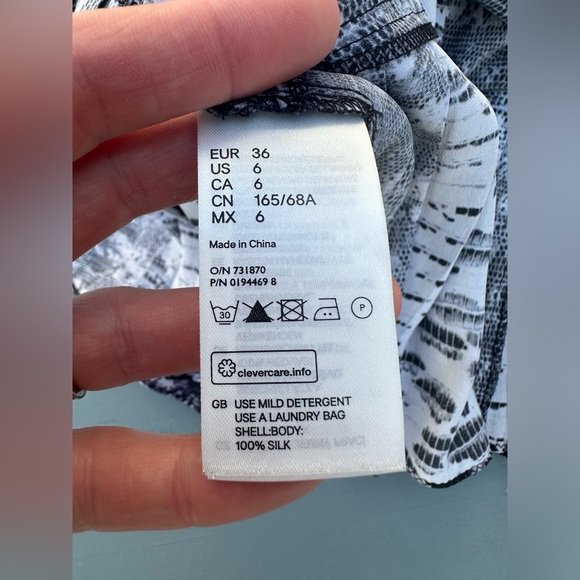 EUR 36
US 6
CA 6
CN 165/68A
MX 6
Made in China
O/N 731870
P/N 0194469 8
30
P
clevercare.info
GB USE MILD DETERGENT
USE A LAUNDRY BAG
SHELL:BODY:
100% SILK